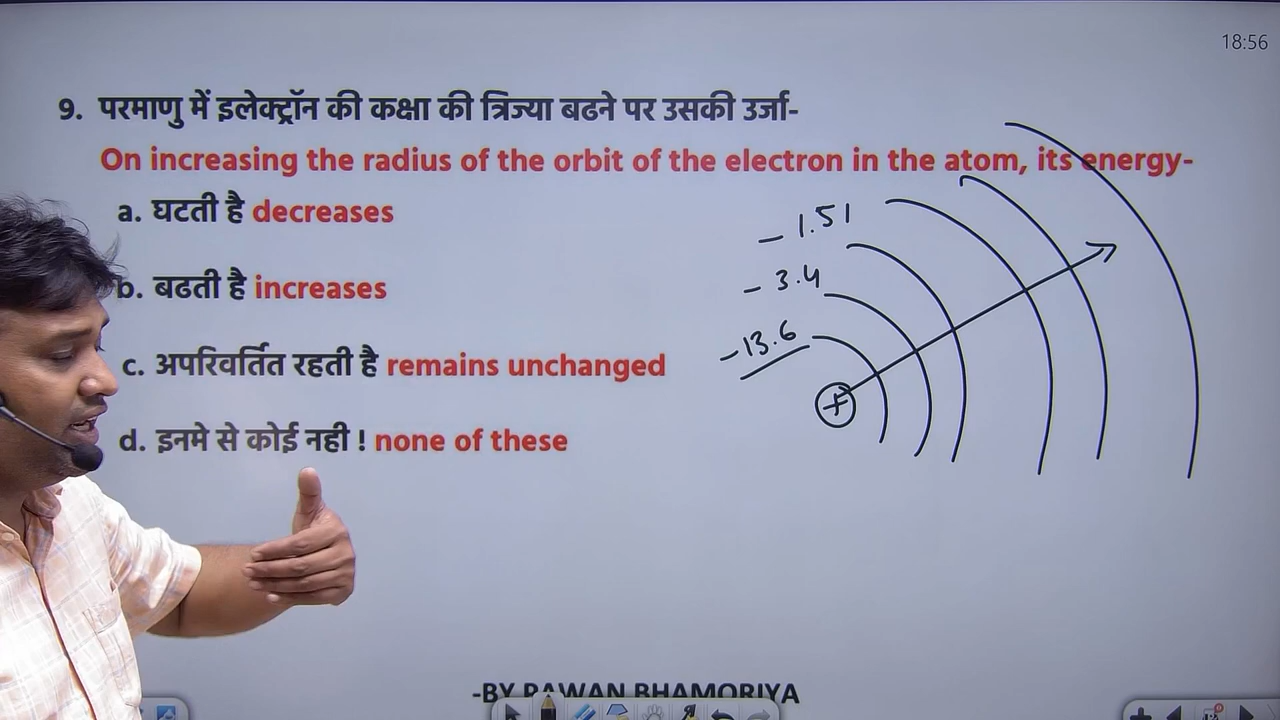 18:56
9. परमाणु में इलेक्ट्रॉन की कक्षा की त्रिज्या बढने पर उसकी उर्जा-
On increasing the radius of the orbit of the electron in the atom, its energy-
a. घटती है decreases
b. बढती है increases
c. अपरिवर्तित रहती है remains unchanged
d. इनमे से कोई नही ! none of these
- 1.51
- 3.4
-13.6
+
-BY PAWAN BHAMORIYA